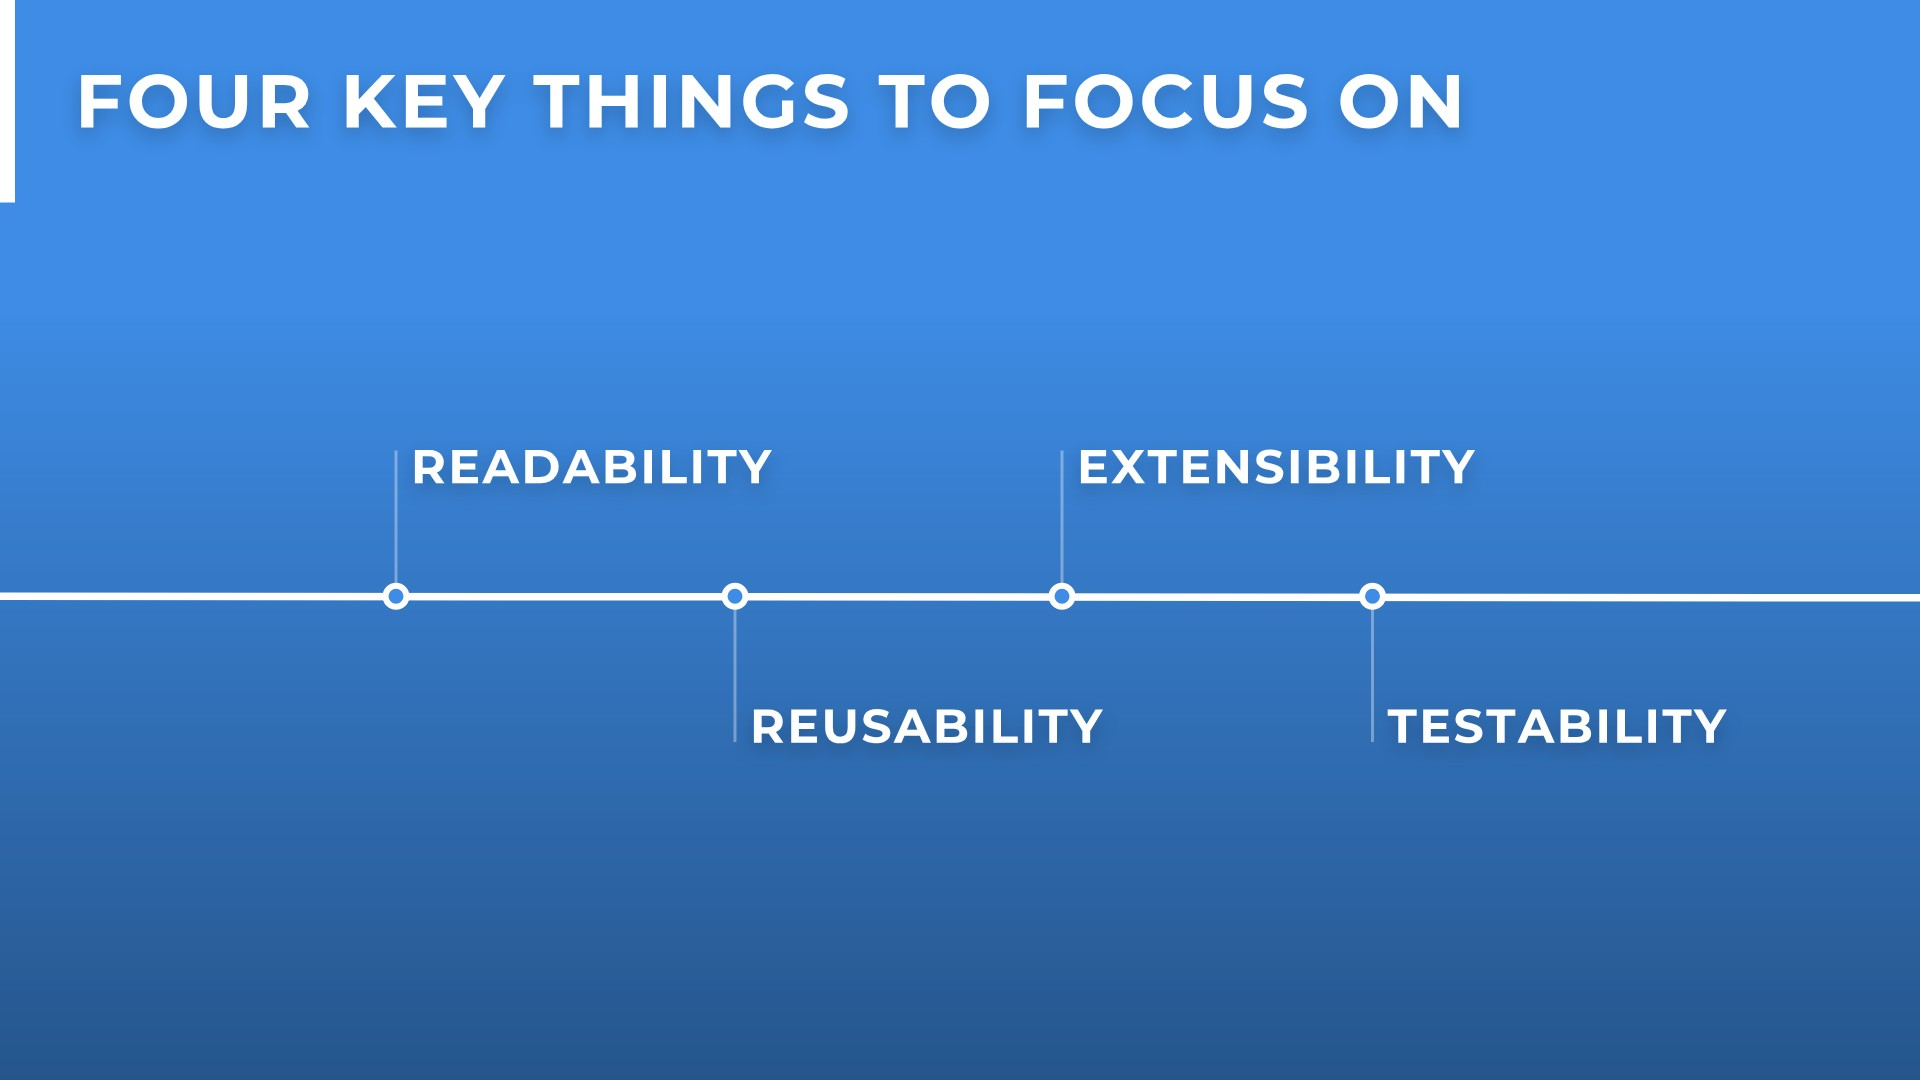 FOUR KEY THINGS TO FOCUS ON
READABILITY
REUSABILITY
EXTENSIBILITY
TESTABILITY